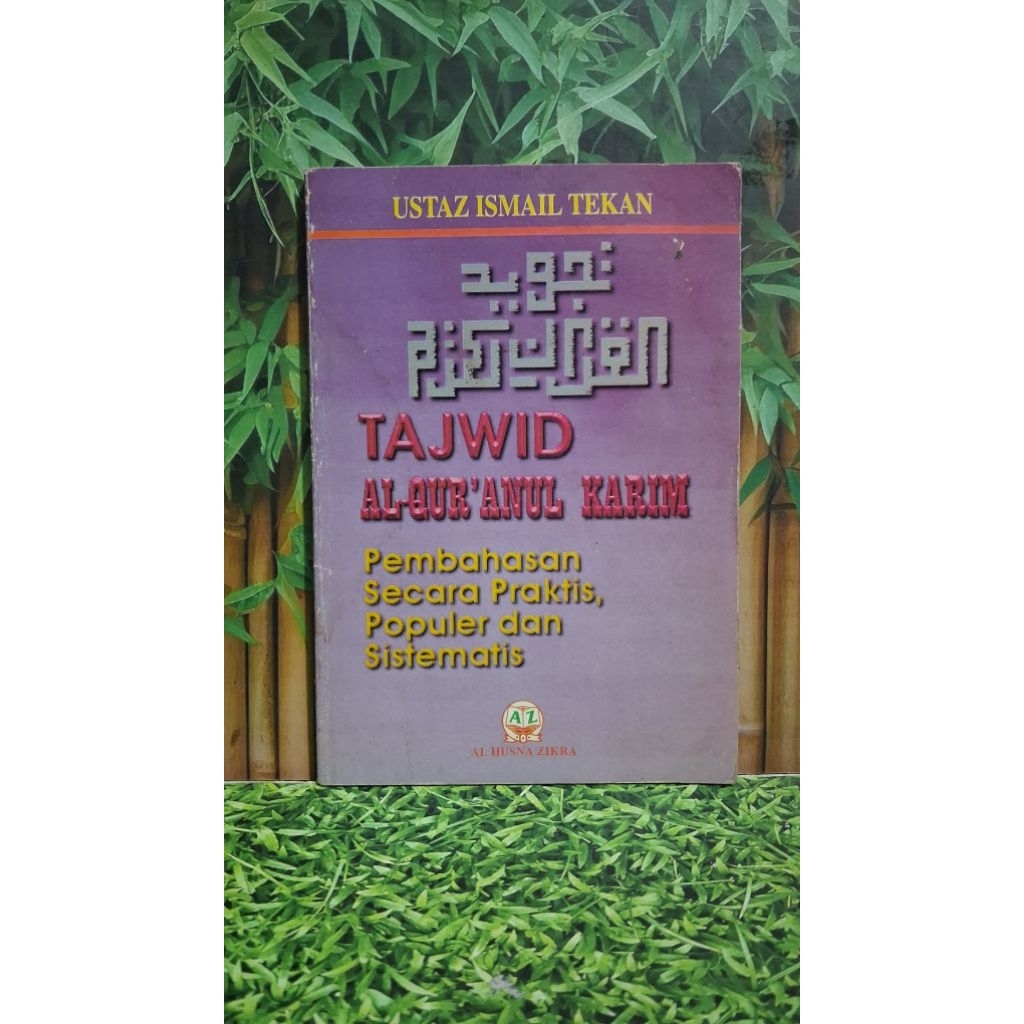 USTAZ ISMAIL TEKAN
تجويد
القرآن الكريم
TAJWID
AL-QUR'ANUL KARIM
Pembahasan
Secara Praktis,
Populer dan
Sistematis
AZ
AL HUSNA ZIKRA